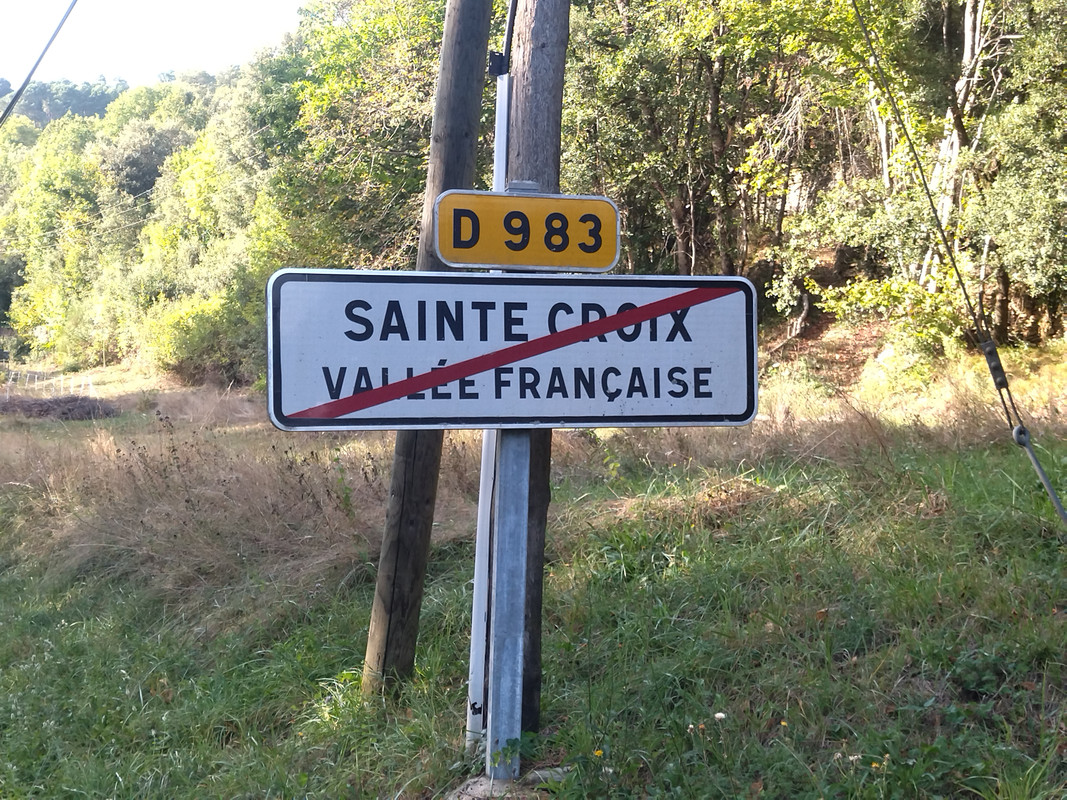 D 983
SAINTE CROIX
VALLÉE FRANÇAISE